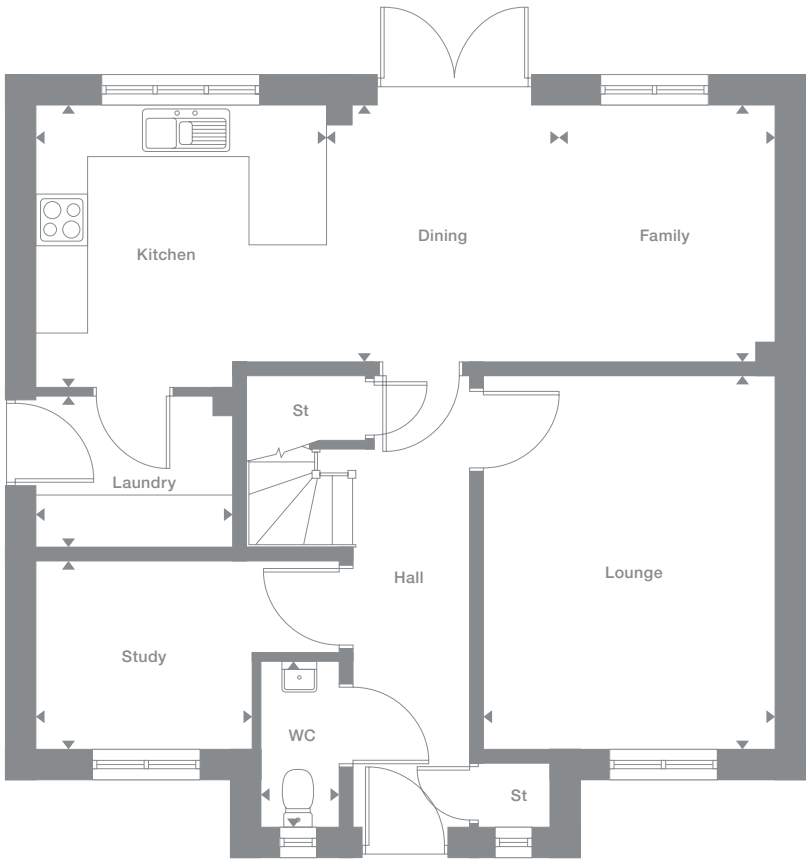 Dining
Family
Kitchen
St
Laundry
Lounge
Hall
Study
WC
St